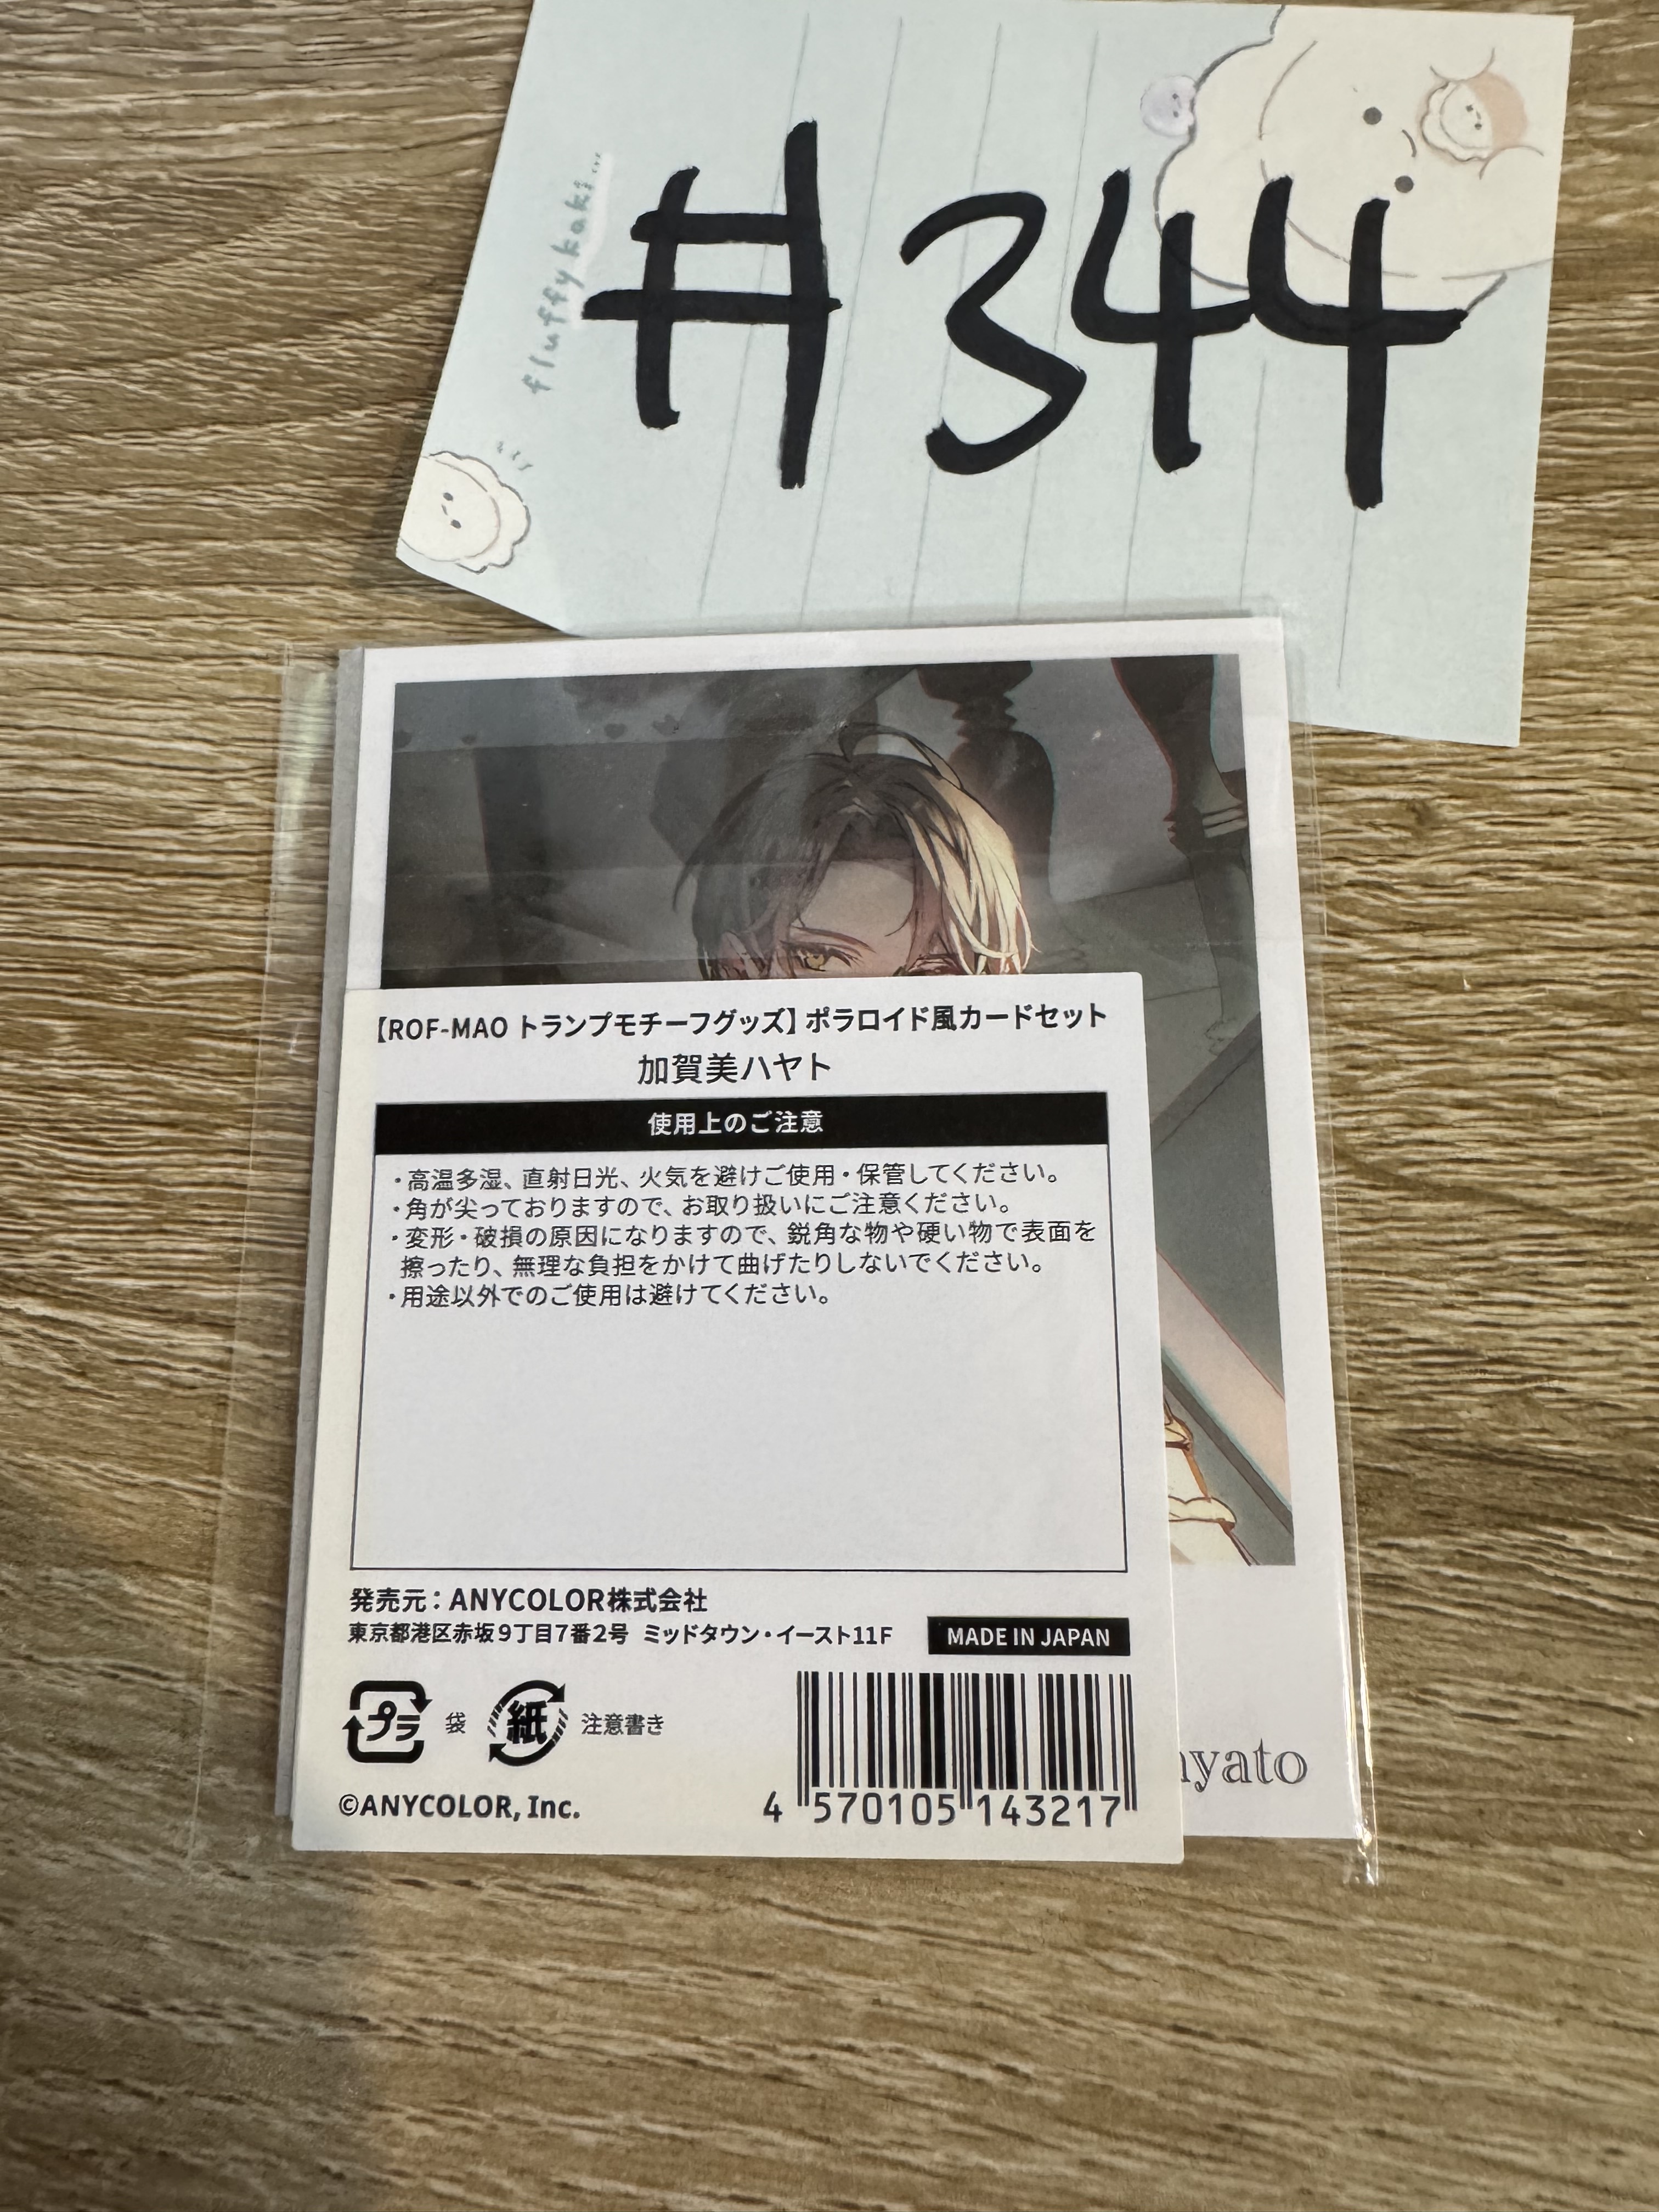 #344
fluffy kaki...
【ROF-MAO トランプモチーフグッズ】ポラロイド風カードセット
加賀美ハヤト
使用上のご注意
・高温多湿、直射日光、火気を避けご使用・保管してください。
・角が尖っておりますので、お取り扱いにご注意ください。
・変形・破損の原因になりますので、鋭角な物や硬い物で表面を
擦ったり、無理な負担をかけて曲げたりしないでください。
・用途以外でのご使用は避けてください。
発売元：ANYCOLOR株式会社
東京都港区赤坂9丁目7番2号 ミッドタウン・イースト11F
MADE IN JAPAN
プラ 袋 紙 注意書き
yato
©ANYCOLOR, Inc.
4 570105 143217